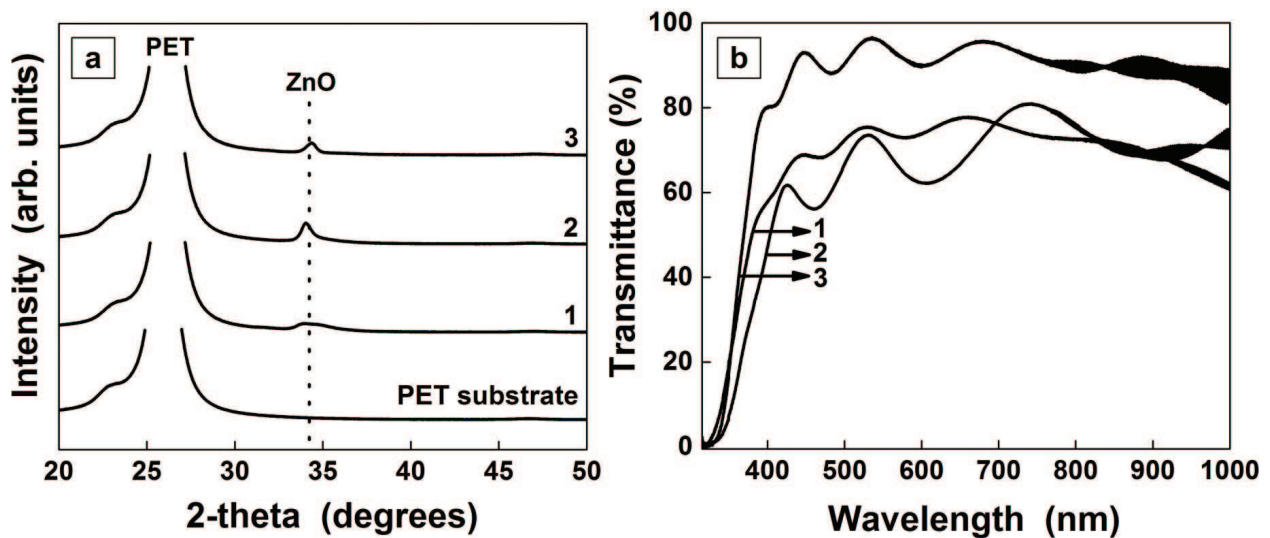 a
PET
ZnO
3
2
1
PET substrate
Intensity (arb. units)
20 25 30 35 40 45 50
2-theta (degrees)
b
100
80
60
40
20
0
1
2
3
Transmittance (%)
400 500 600 700 800 900 1000
Wavelength (nm)